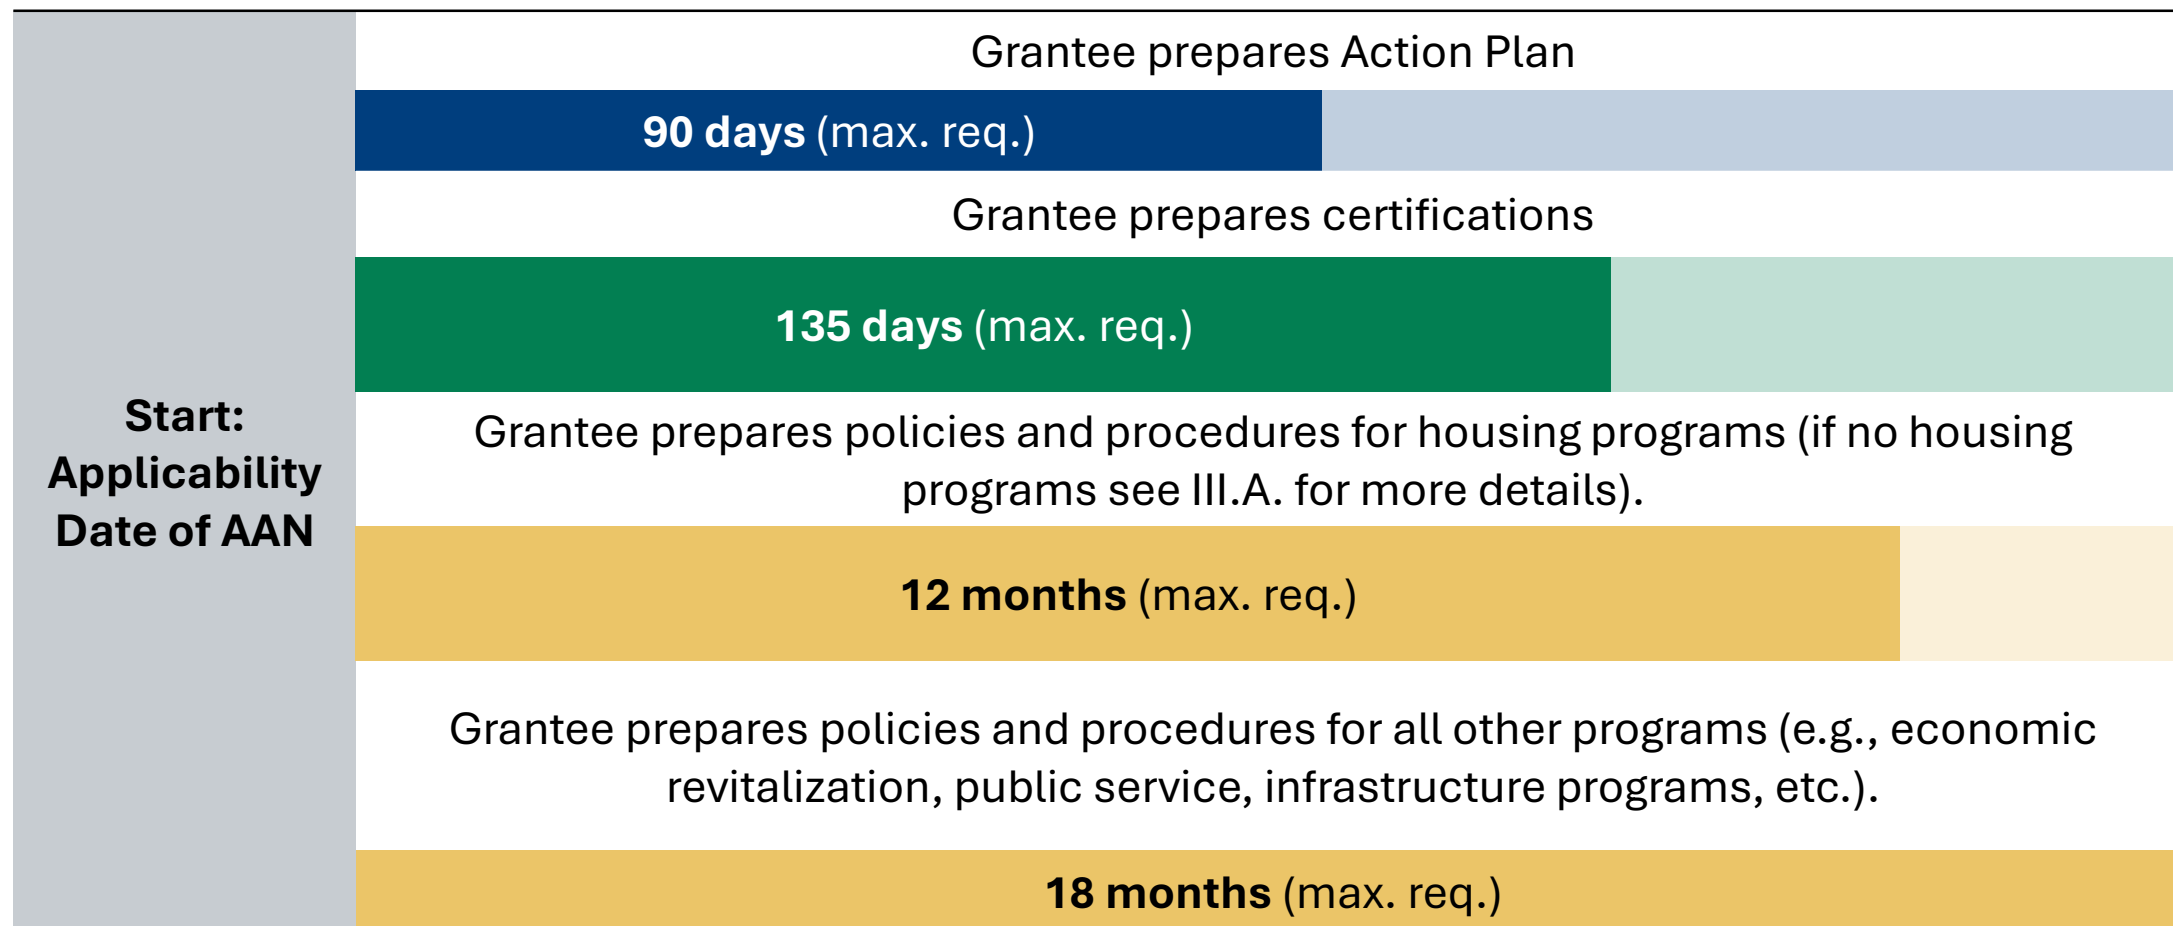 Start:
Applicability
Date of AAN
Grantee prepares Action Plan
90 days (max. req.)
Grantee prepares certifications
135 days (max. req.)
Grantee prepares policies and procedures for housing programs (if no housing
programs see III.A. for more details).
12 months (max. req.)
Grantee prepares policies and procedures for all other programs (e.g., economic
revitalization, public service, infrastructure programs, etc.).
18 months (max. req.)